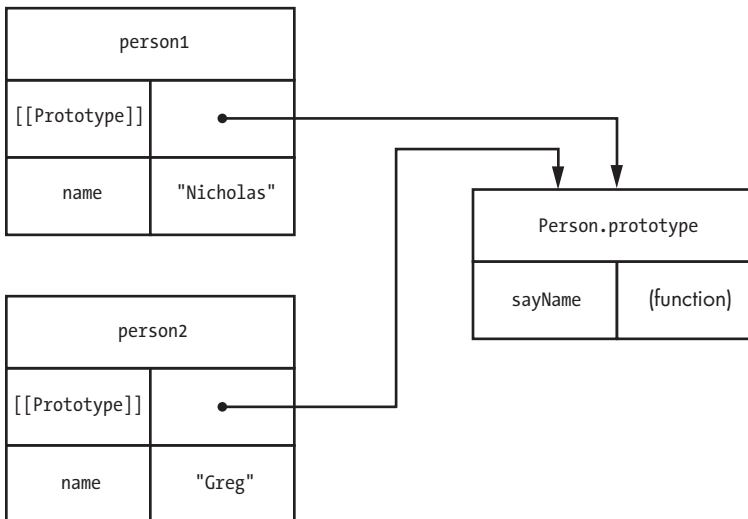 person1
[[Prototype]]
name "Nicholas"
Person.prototype
sayName (function)
person2
[[Prototype]]
name "Greg"